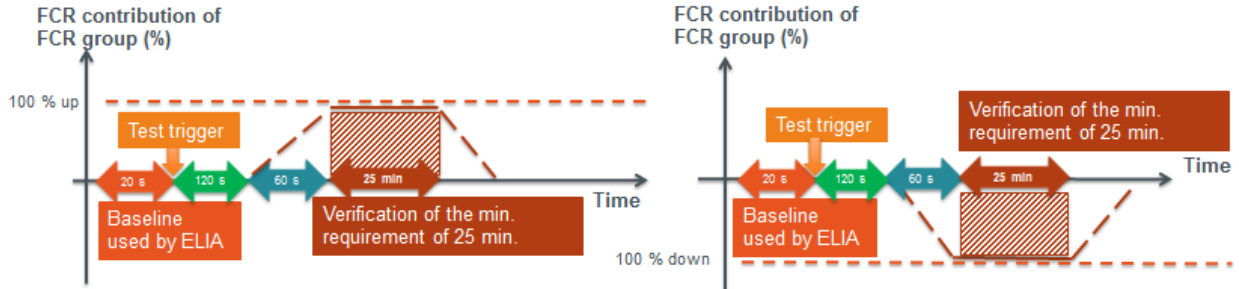 FCR contribution of
FCR group (%)
100 % up
Test trigger
20 s
120 s
60 s
25 min
Time
Baseline
used by ELIA
Verification of the min.
requirement of 25 min.
FCR contribution of
FCR group (%)
Verification of the min.
requirement of 25 min.
Test trigger
20 s
120 s
60 s
25 min
Time
Baseline
used by ELIA
100 % down